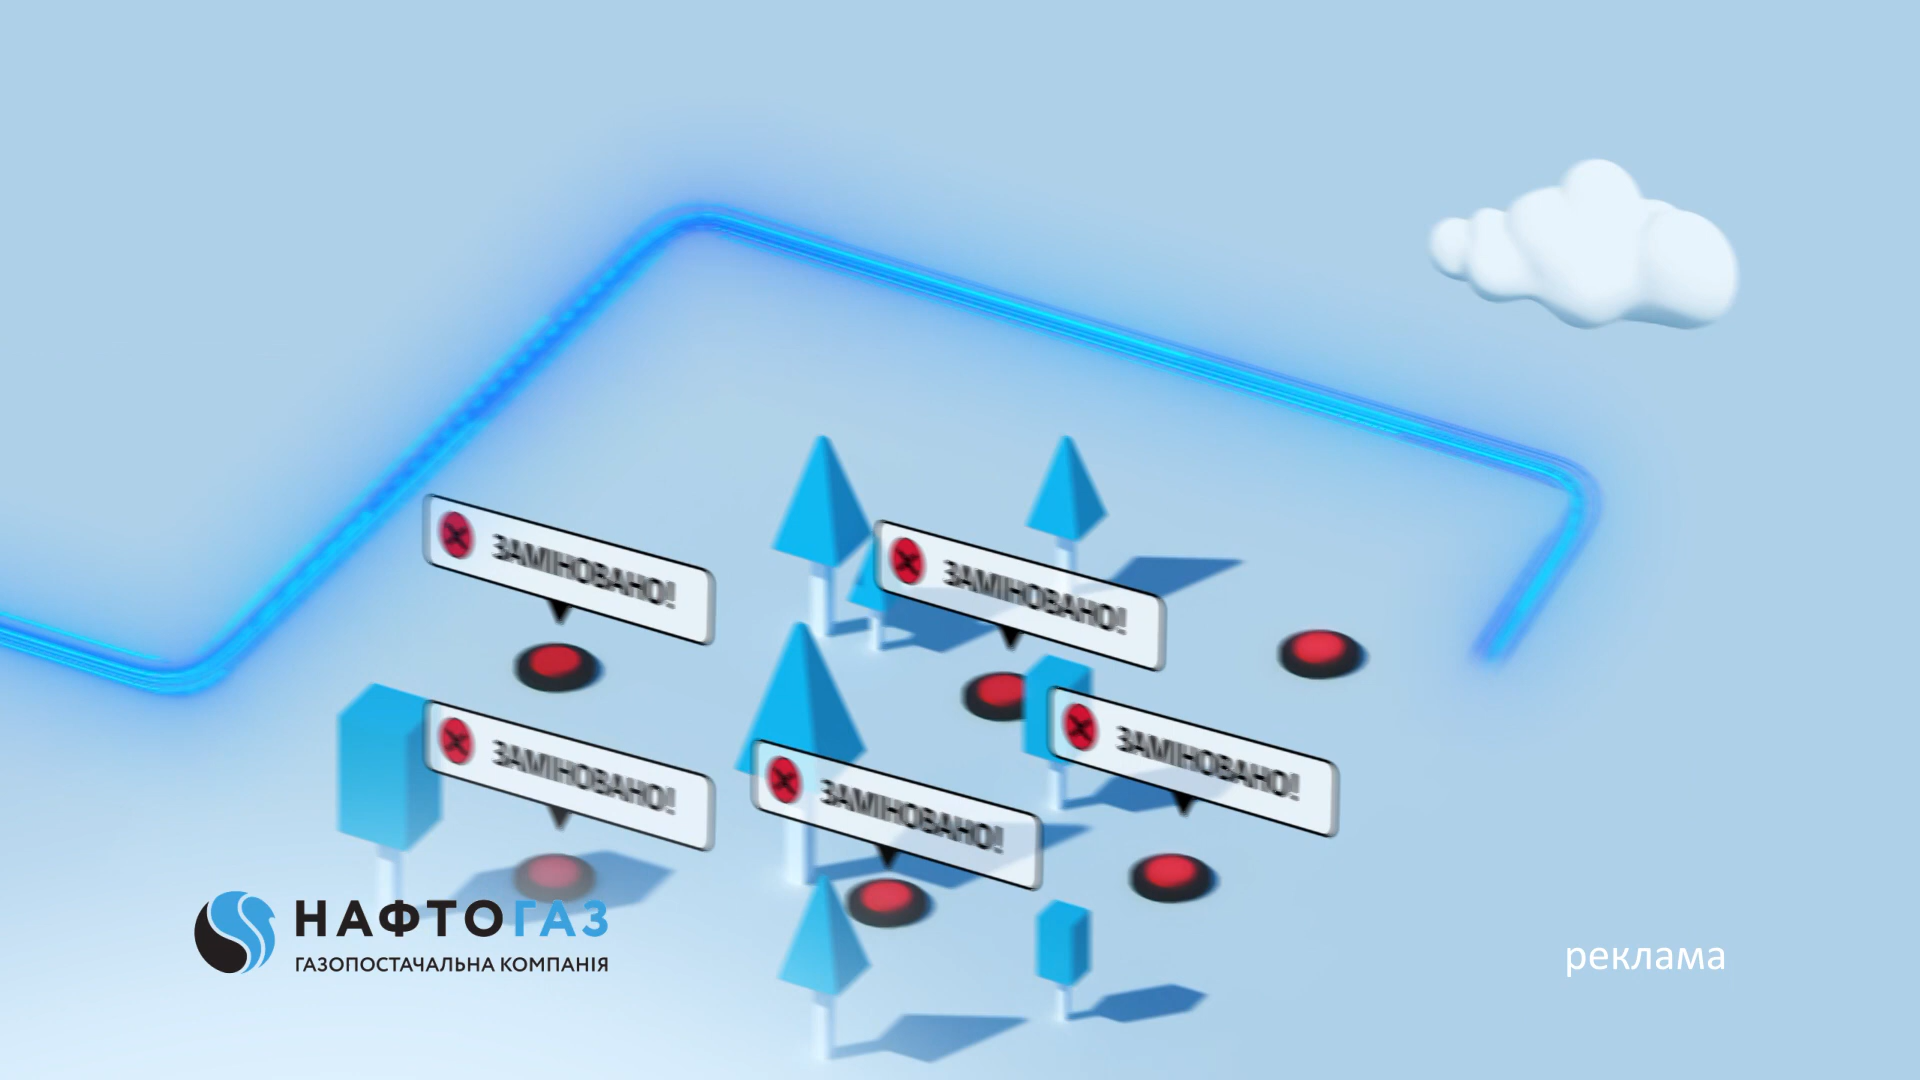 ЗАМІНОВАНО!
ЗАМІНОВАНО!
ЗАМІНОВАНО!
ЗАМІНОВАНО!
ЗАМІНОВАНО!
НАФТОГАЗ
ГАЗОПОСТАЧАЛЬНА КОМПАНІЯ
реклама